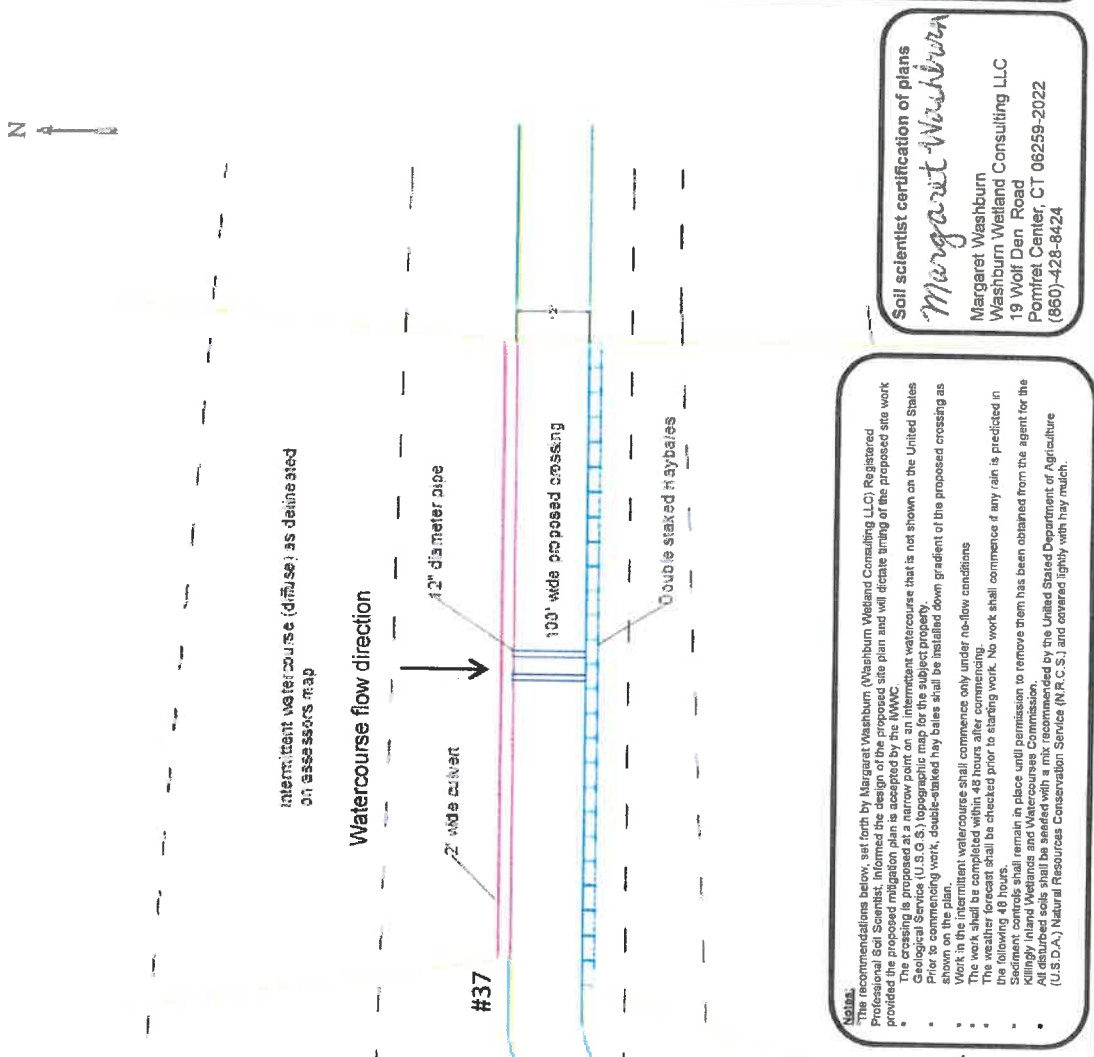 N
Intermittent watercourse (diffuse) as delineated
on assessors map
Watercourse flow direction
12" diameter pipe
2' wide culvert
#37
100' wide proposed crossing
Double staked Haybales
Notes:
The recommendations below, set forth by Margaret Washburn (Washburn Wetland Consulting LLC) Registered
Professional Soil Scientist, informed the design of the proposed site plan and will dictate timing of the proposed site work
provided the proposed mitigation plan is accepted by the IWWC.
• The crossing is proposed at a narrow point on an intermittent watercourse that is not shown on the United States
Geological Service (U.S.G.S.) topographic map for the subject property.
• Prior to commencing work, double-staked hay bales shall be installed down gradient of the proposed crossing as
shown on the plan.
• Work in the intermittent watercourse shall commence only under no-flow conditions
• The work shall be completed within 48 hours after commencing.
• The weather forecast shall be checked prior to starting work. No work shall commence if any rain is predicted in
the following 48 hours.
• Sediment controls shall remain in place until permission to remove them has been obtained from the agent for the
Killingly Inland Wetlands and Watercourses Commission.
• All disturbed soils shall be seeded with a mix recommended by the United Stated Department of Agriculture
(U.S.D.A.) Natural Resources Conservation Service (N.R.C.S.) and covered lightly with hay mulch.
Soil scientist certification of plans
Margaret Washburn
Margaret Washburn
Washburn Wetland Consulting LLC
19 Wolf Den Road
Pomfret Center, CT 06259-2022
(860)-428-8424